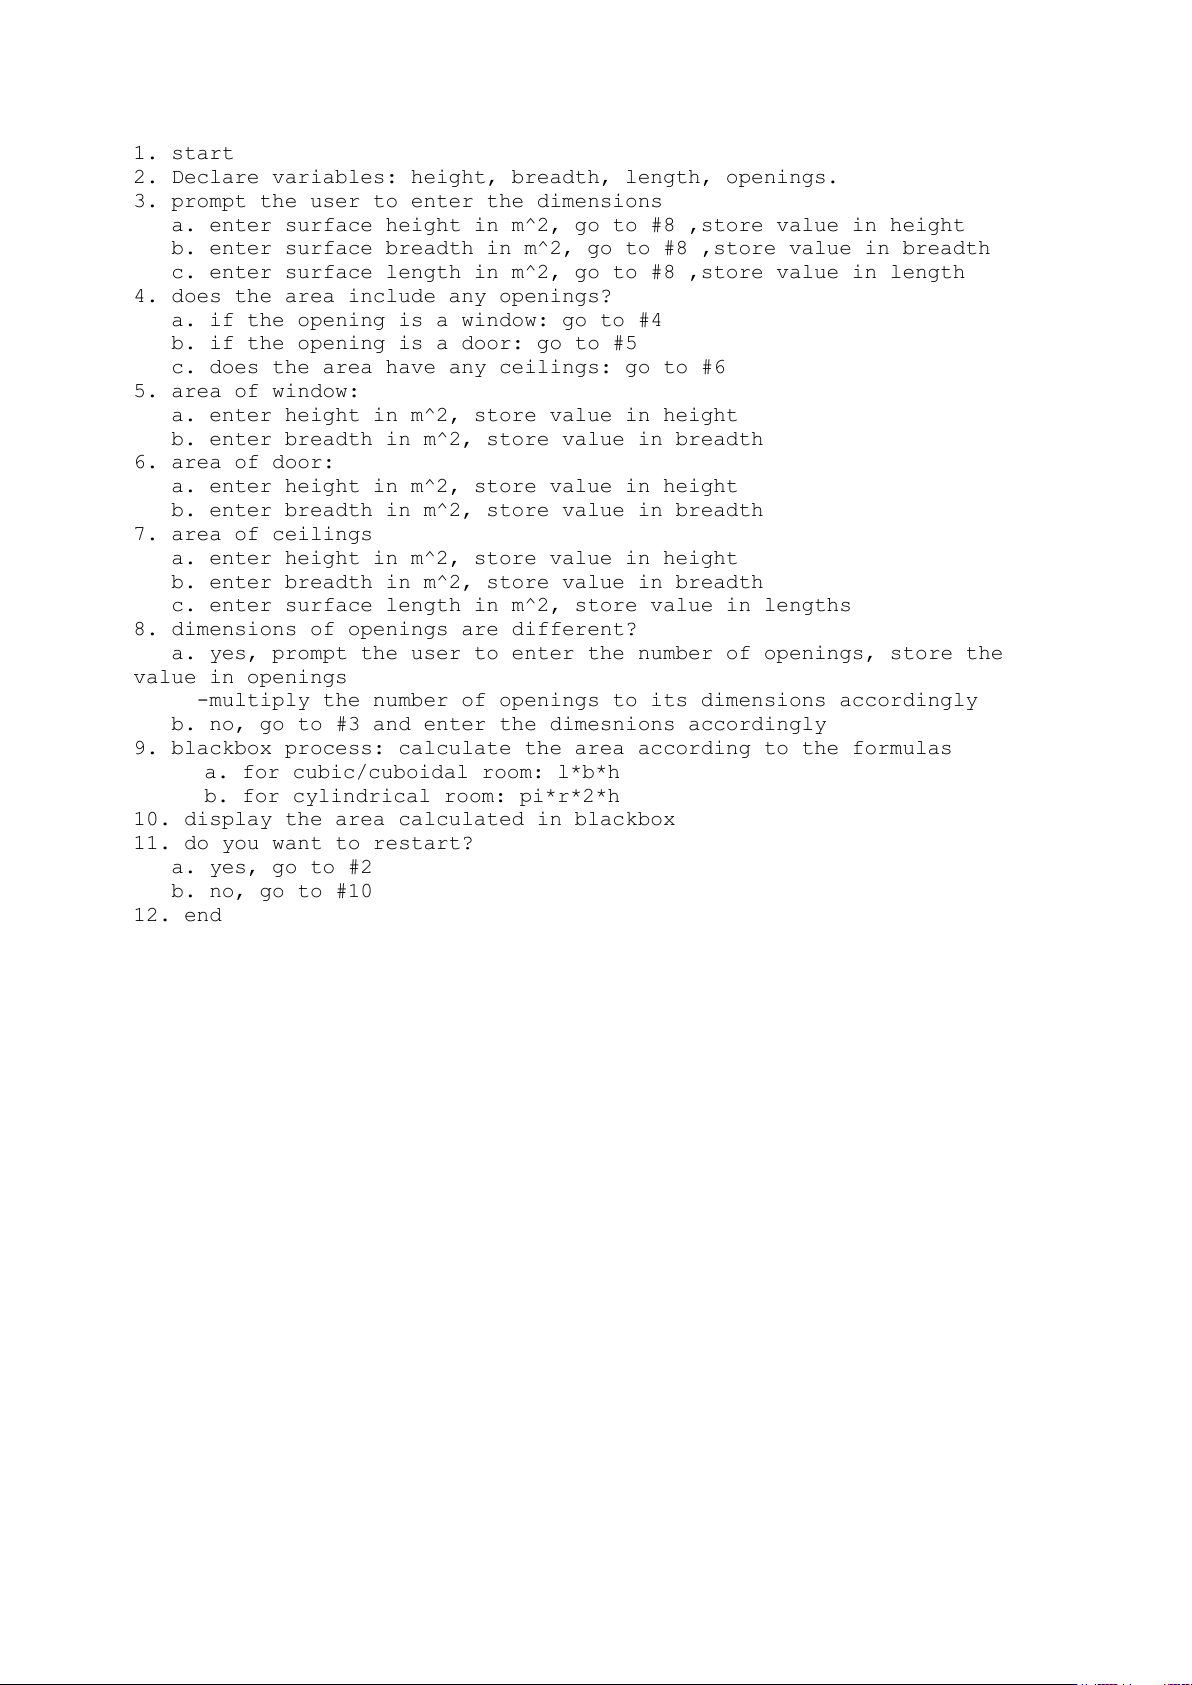 1. start
2. Declare variables: height, breadth, length, openings.
3. prompt the user to enter the dimensions
a. enter surface height in m^2, go to #8 ,store value in height
b. enter surface breadth in m^2, go to #8 ,store value in breadth
c. enter surface length in m^2, go to #8 ,store value in length
4. does the area include any openings?
a. if the opening is a window: go to #4
b. if the opening is a door: go to #5
c. does the area have any ceilings: go to #6
5. area of window:
a. enter height in m^2, store value in height
b. enter breadth in m^2, store value in breadth
6. area of door:
a. enter height in m^2, store value in height
b. enter breadth in m^2, store value in breadth
7. area of ceilings
a. enter height in m^2, store value in height
b. enter breadth in m^2, store value in breadth
c. enter surface length in m^2, store value in lengths
8. dimensions of openings are different?
a. yes, prompt the user to enter the number of openings, store the
value in openings
-multiply the number of openings to its dimensions accordingly
b. no, go to #3 and enter the dimesnions accordingly
9. blackbox process: calculate the area according to the formulas
a. for cubic/cuboidal room: l*b*h
b. for cylindrical room: pi*r*2*h
10. display the area calculated in blackbox
11. do you want to restart?
a. yes, go to #2
b. no, go to #10
12. end